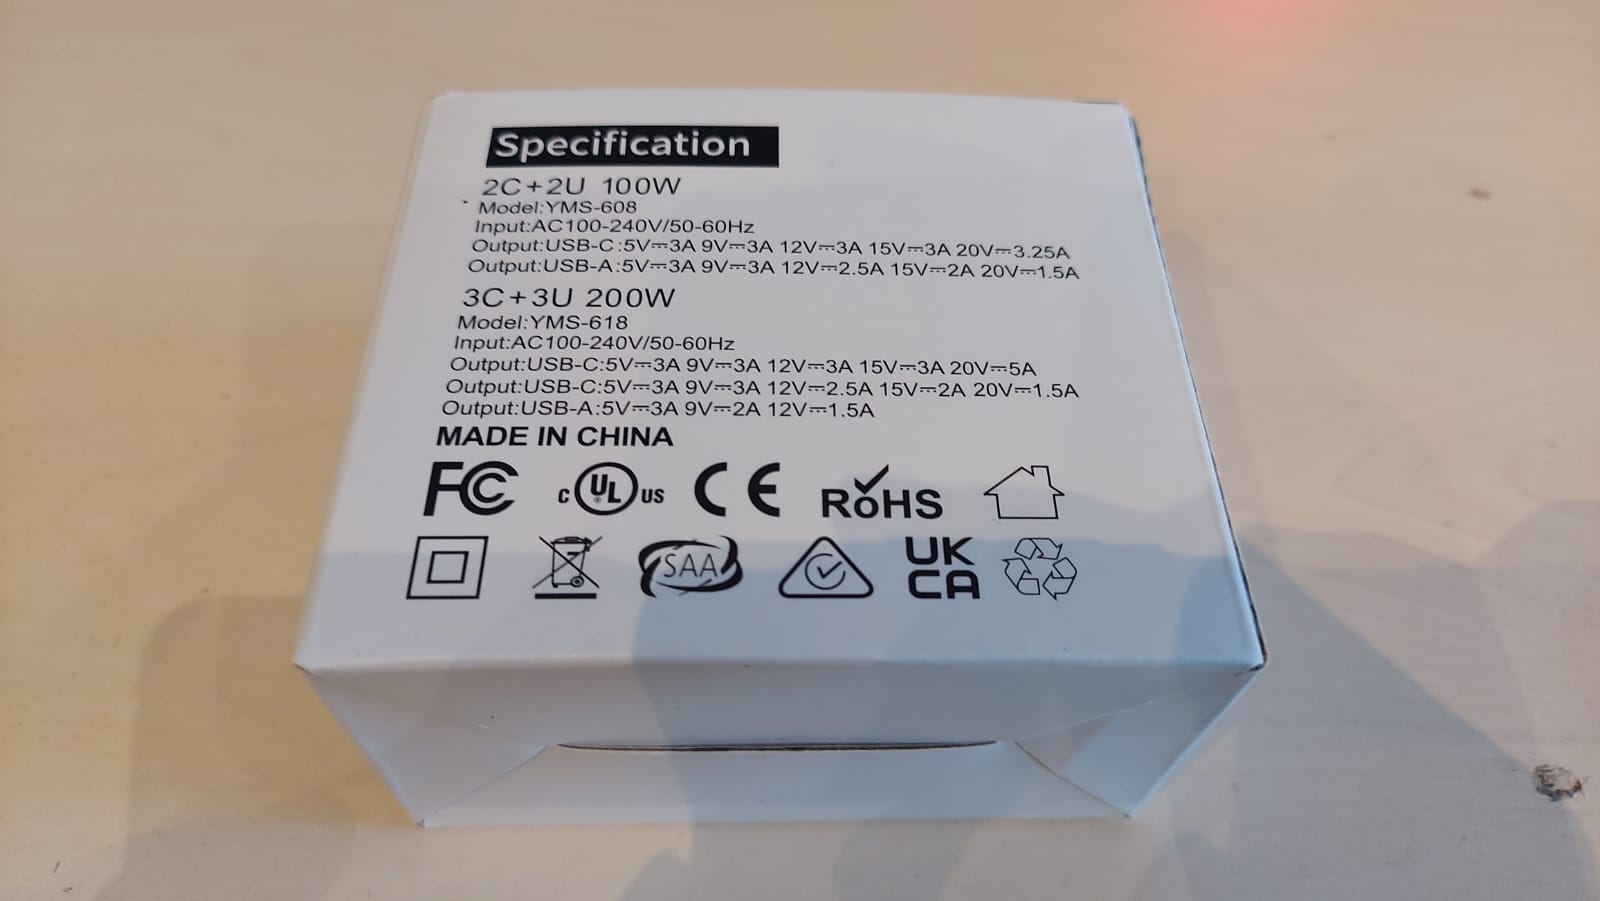 Specification
2C+2U 100W
Model:YMS-608
Input:AC100-240V/50-60Hz
Output:USB-C:5V⎓3A 9V⎓3A 12V⎓3A 15V⎓3A 20V⎓3.25A
Output:USB-A:5V⎓3A 9V⎓3A 12V⎓2.5A 15V⎓2A 20V⎓1.5A
3C+3U 200W
Model:YMS-618
Input:AC100-240V/50-60Hz
Output:USB-C:5V⎓3A 9V⎓3A 12V⎓3A 15V⎓3A 20V⎓5A
Output:USB-C:5V⎓3A 9V⎓3A 12V⎓2.5A 15V⎓2A 20V⎓1.5A
Output:USB-A:5V⎓3A 9V⎓2A 12V⎓1.5A
MADE IN CHINA
FC c UL® US CE RoHS
SAA UK
CA